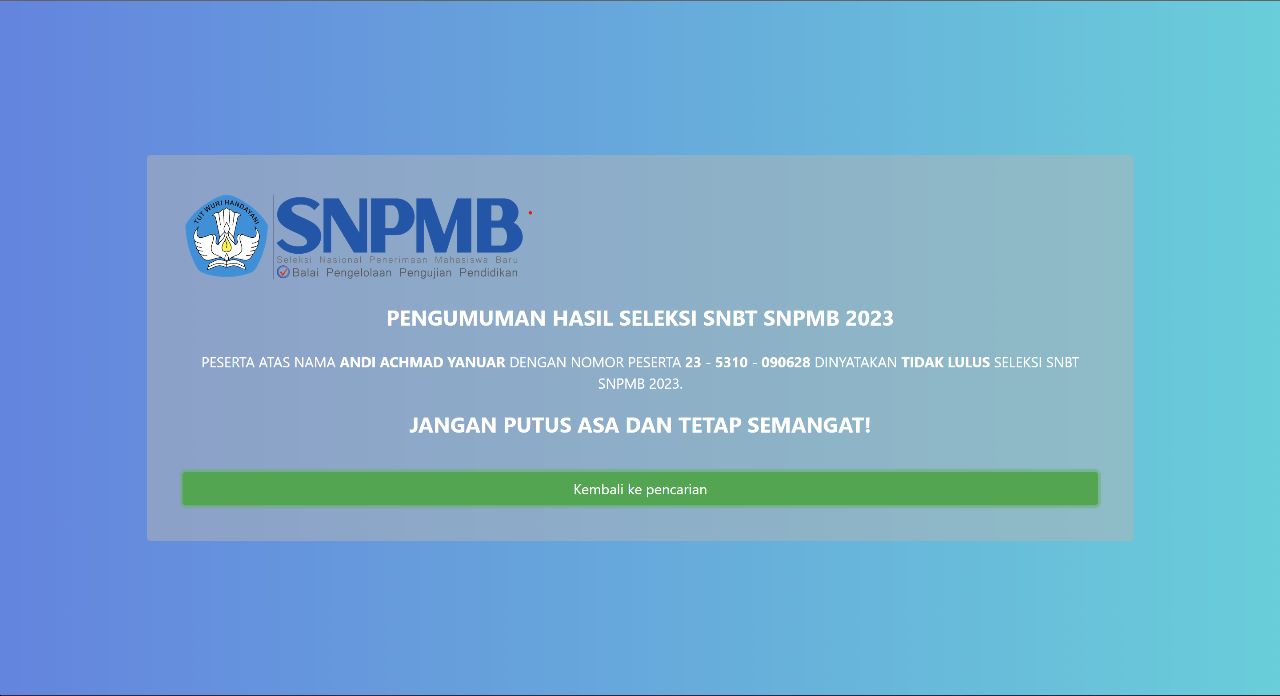 TUT WURI HANDAYANI
SNPMB
Seleksi Nasional Penerimaan Mahasiswa Baru
Balai Pengelolaan Pengujian Pendidikan
PENGUMUMAN HASIL SELEKSI SNBT SNPMB 2023
PESERTA ATAS NAMA ANDI ACHMAD YANUAR DENGAN NOMOR PESERTA 23 - 5310 - 090628 DINYATAKAN TIDAK LULUS SELEKSI SNBT
SNPMB 2023.
JANGAN PUTUS ASA DAN TETAP SEMANGAT!
Kembali ke pencarian